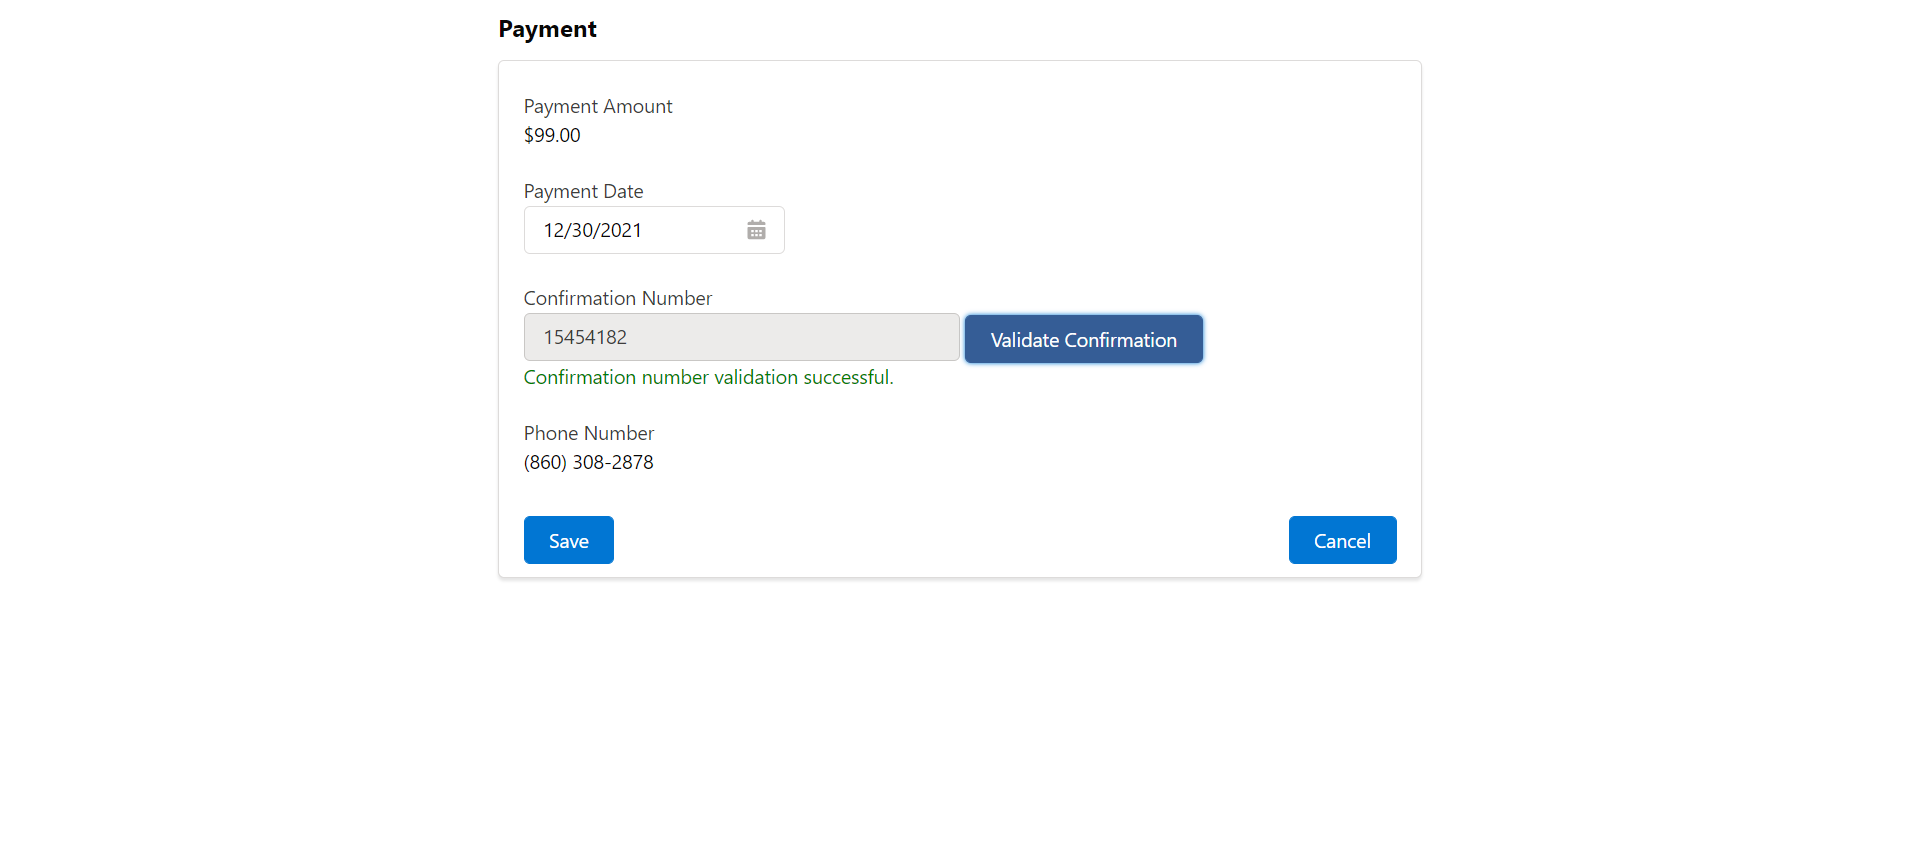 Payment
Payment Amount
$99.00
Payment Date
12/30/2021
Confirmation Number
15454182
Validate Confirmation
Confirmation number validation successful.
Phone Number
(860) 308-2878
Save
Cancel